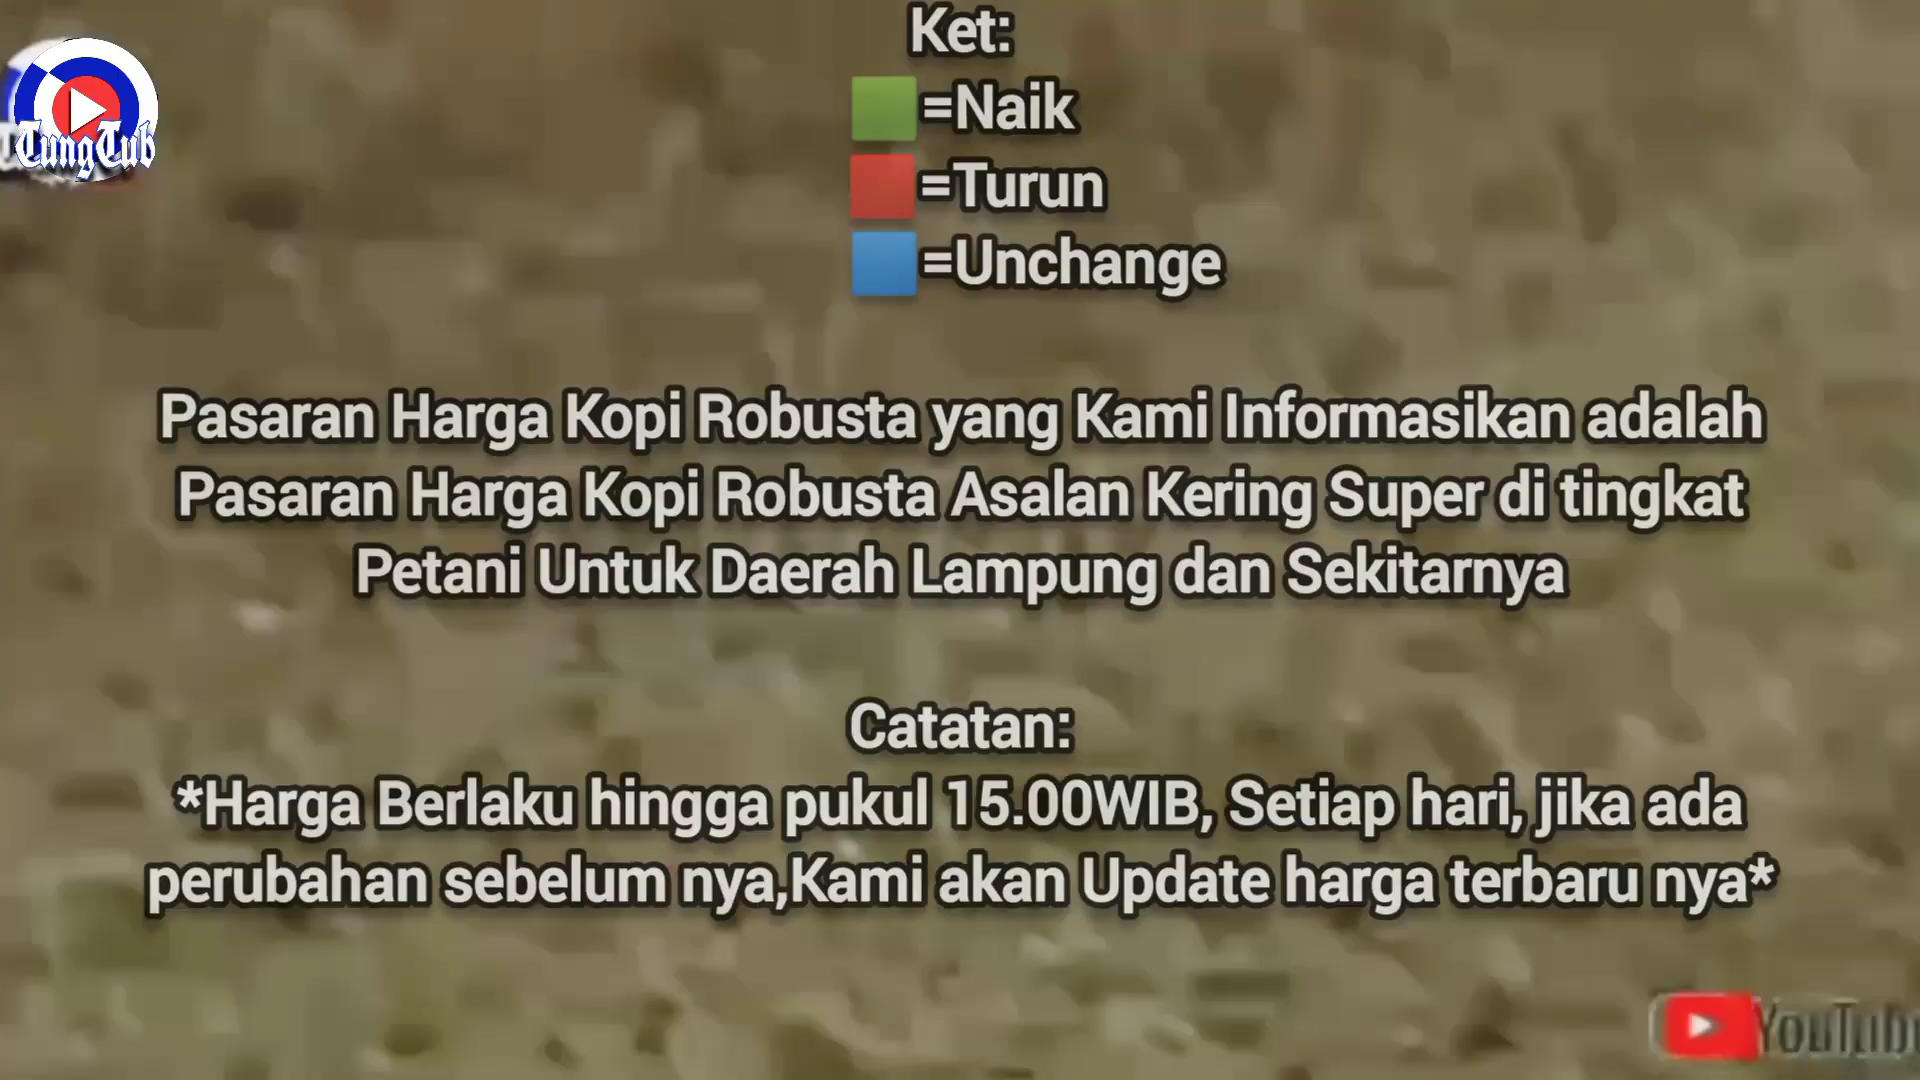 Ket:
=Naik
=Turun
=Unchange
TungTub
Pasaran Harga Kopi Robusta yang Kami Informasikan adalah
Pasaran Harga Kopi Robusta Asalan Kering Super di tingkat
Petani Untuk Daerah Lampung dan Sekitarnya
Catatan:
*Harga Berlaku hingga pukul 15.00WIB, Setiap hari, jika ada
perubahan sebelum nya,Kami akan Update harga terbaru nya*
YouTube